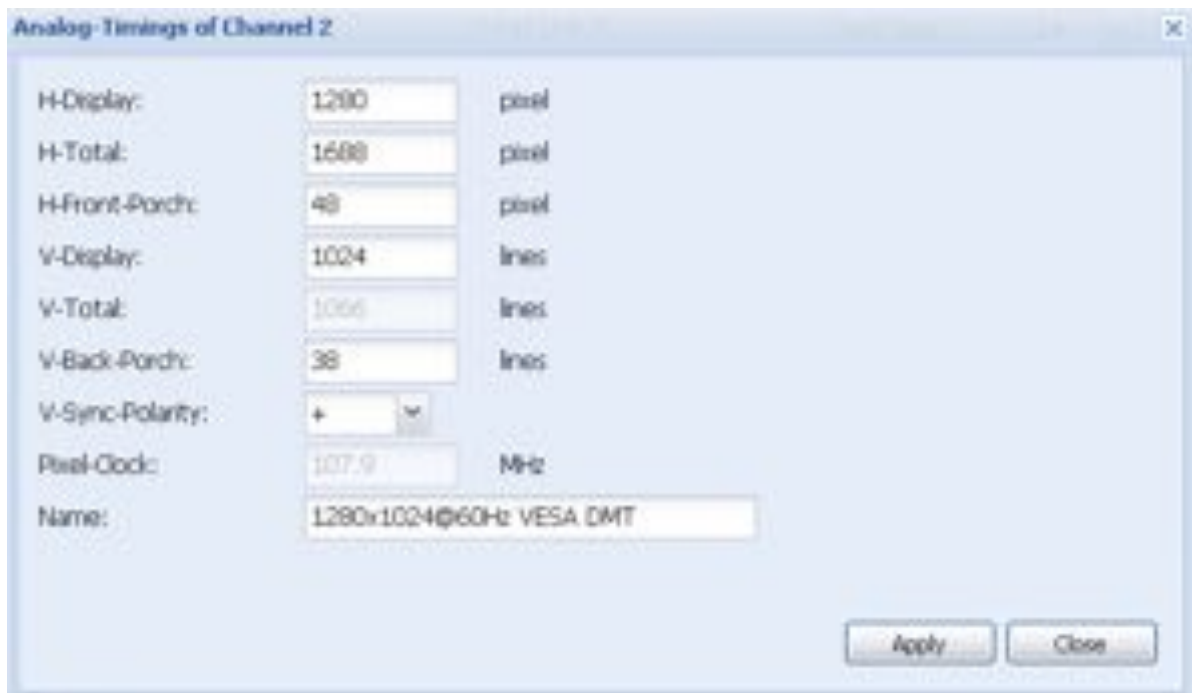 Analog-Timings of Channel 2
H-Display: 1280 pixel
H-Total: 1688 pixel
H-Front-Porch: 48 pixel
V-Display: 1024 lines
V-Total: 1066 lines
V-Back-Porch: 38 lines
V-Sync-Polarity: +
Pixel-Clock: 107.9 MHz
Name: 1280x1024@60Hz VESA DMT
Apply Close